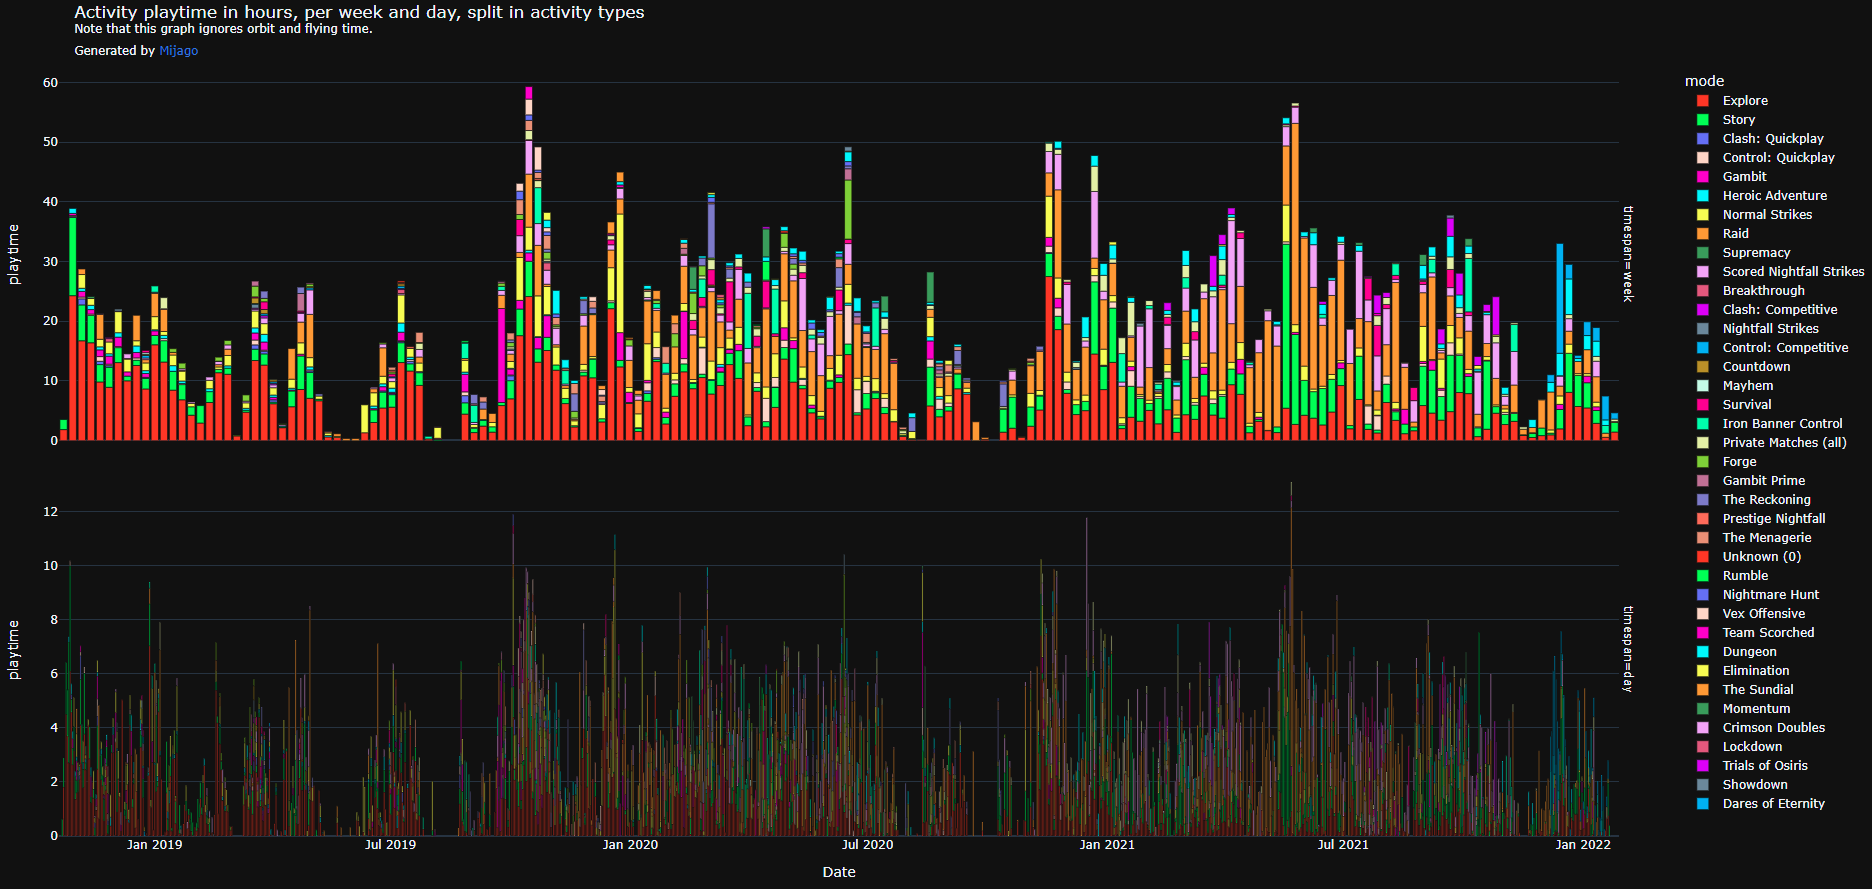 Activity playtime in hours, per week and day, split in activity types
Note that this graph ignores orbit and flying time.
Generated by Mijago
60
50
40
30
20
10
0
playtime
timespan=week
12
10
8
6
4
2
0
playtime
timespan=day
Jan 2019
Jul 2019
Jan 2020
Jul 2020
Jan 2021
Jul 2021
Jan 2022
Date
mode
Explore
Story
Clash: Quickplay
Control: Quickplay
Gambit
Heroic Adventure
Normal Strikes
Raid
Supremacy
Scored Nightfall Strikes
Breakthrough
Clash: Competitive
Nightfall Strikes
Control: Competitive
Countdown
Mayhem
Survival
Iron Banner Control
Private Matches (all)
Forge
Gambit Prime
The Reckoning
Prestige Nightfall
The Menagerie
Unknown (0)
Rumble
Nightmare Hunt
Vex Offensive
Team Scorched
Dungeon
Elimination
The Sundial
Momentum
Crimson Doubles
Lockdown
Trials of Osiris
Showdown
Dares of Eternity